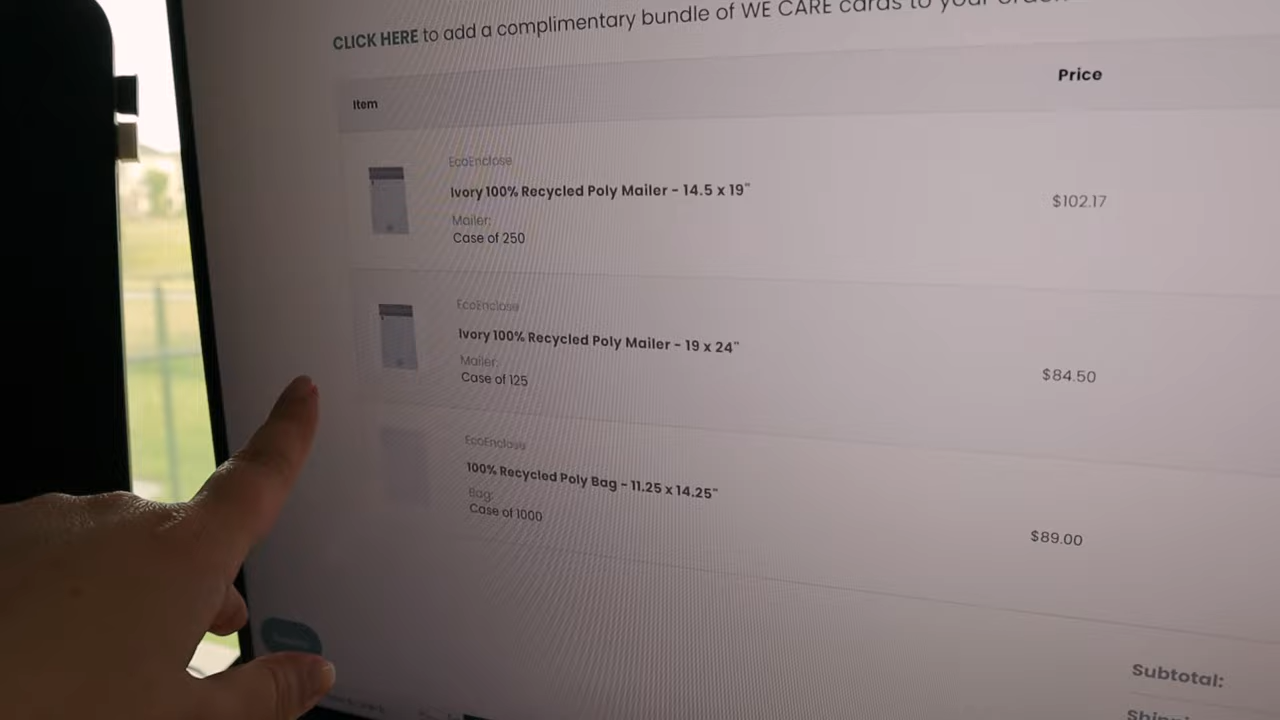 CLICK HERE to add a complimentary bundle of WE CARE cards to your
Item
Price
EcoEnclose
Ivory 100% Recycled Poly Mailer - 14.5 x 19"
Mailer:
Case of 250
$102.17
EcoEnclose
Ivory 100% Recycled Poly Mailer - 19 x 24"
Mailer:
Case of 125
$84.50
EcoEnclose
100% Recycled Poly Bag - 11.25 x 14.25"
Bag:
Case of 1000
$89.00
Subtotal: